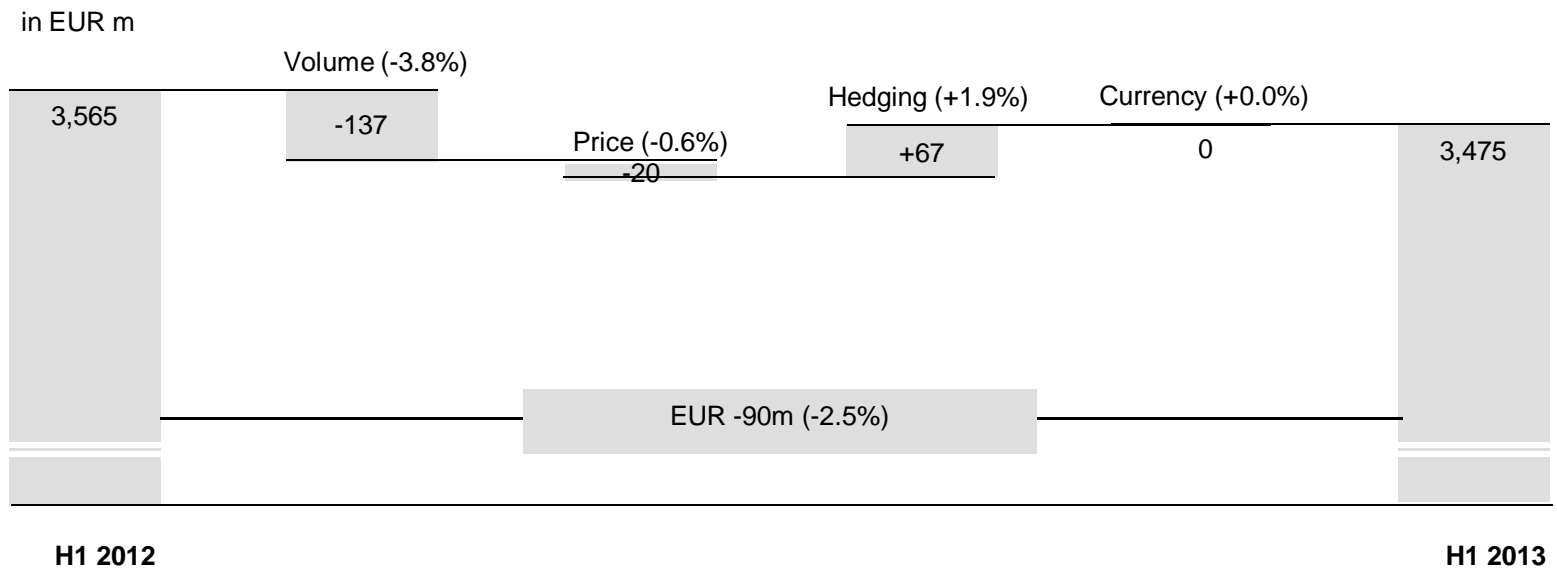 in EUR m
Volume (-3.8%)
Hedging (+1.9%)
Currency (+0.0%)
3,565
-137
Price (-0.6%)
+67
0
3,475
-20
EUR -90m (-2.5%)
H1 2012
H1 2013